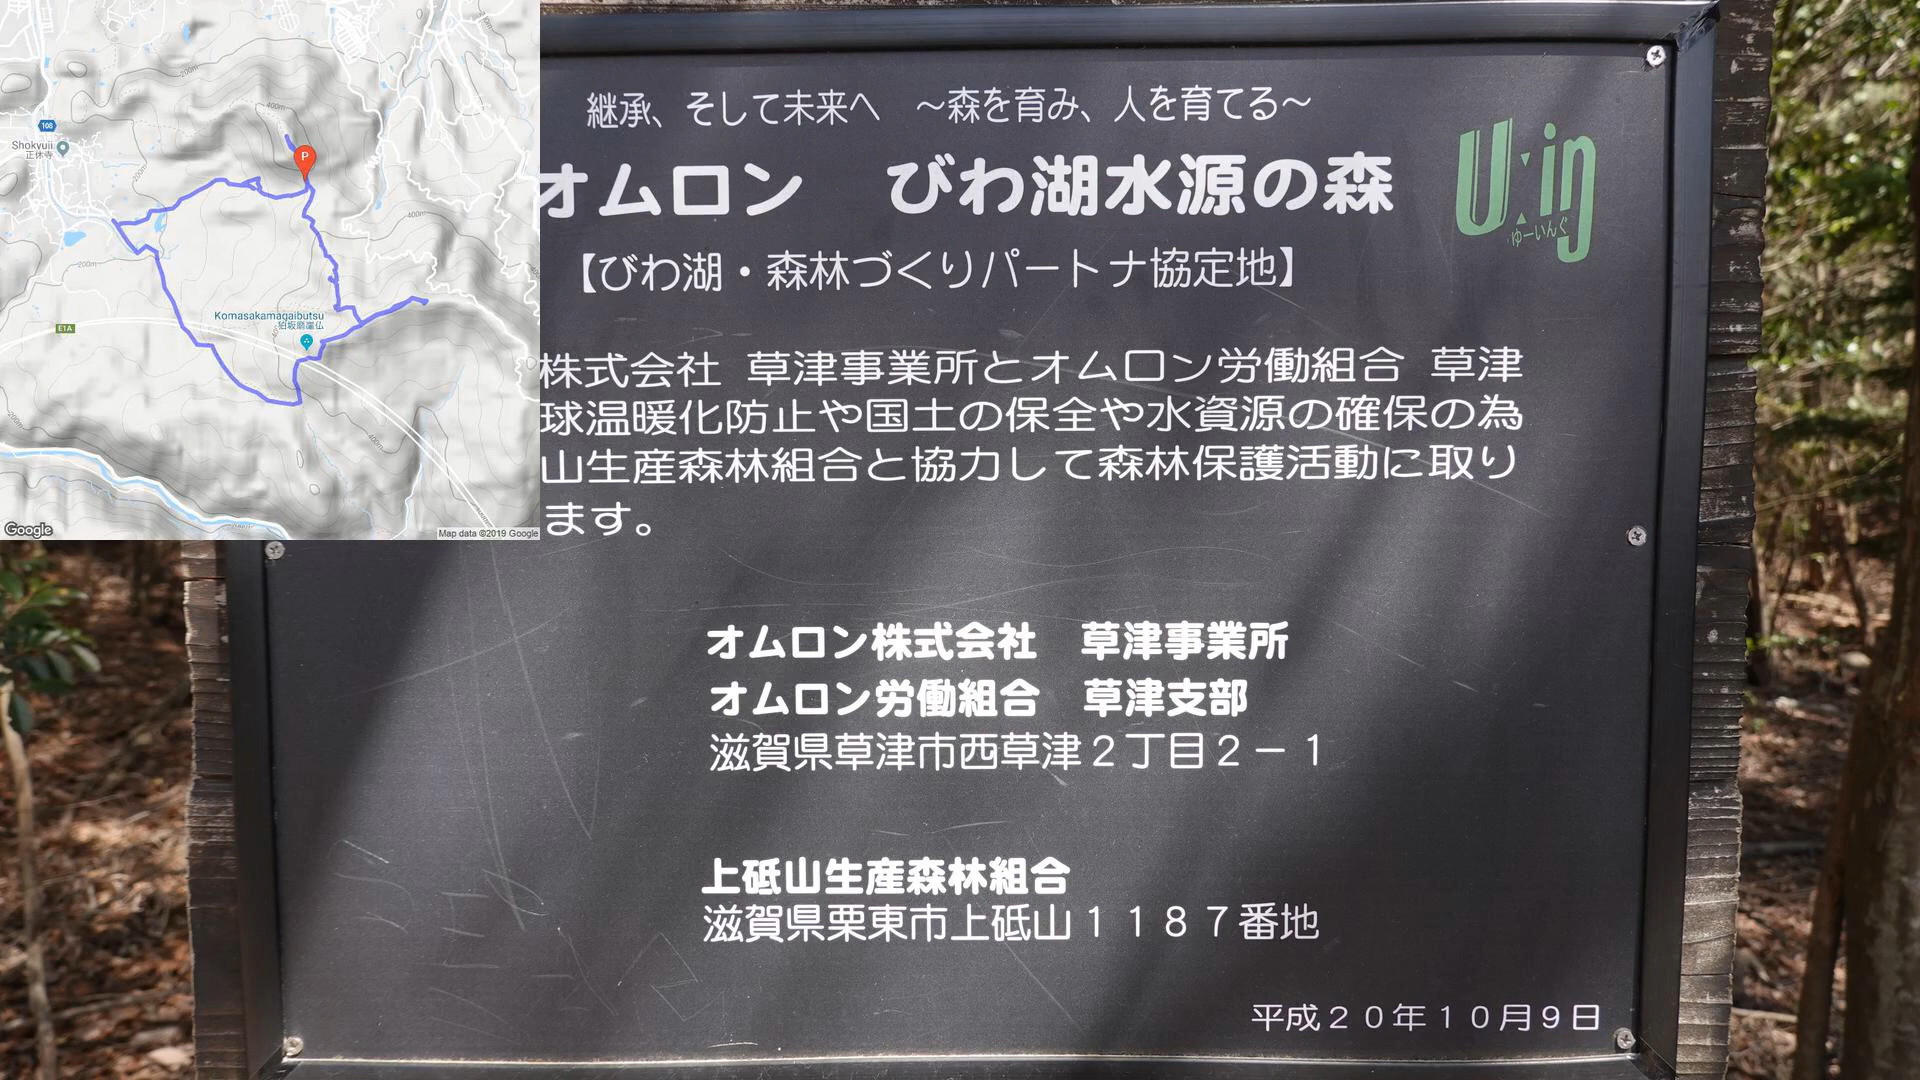 継承、そして未来へ ～森を育み、人を育てる～
オムロン びわ湖水源の森
U:in
ゆーいんぐ
【びわ湖・森林づくりパートナ協定地】
株式会社 草津事業所とオムロン労働組合 草津
球温暖化防止や国土の保全や水資源の確保の為
山生産森林組合と協力して森林保護活動に取り
ます。
オムロン株式会社 草津事業所
オムロン労働組合 草津支部
滋賀県草津市西草津２丁目２－１
上砥山生産森林組合
滋賀県栗東市上砥山１１８７番地
平成２０年１０月９日
108
Shokyuji
正休寺
200m
400m
P
200m
400m
200m
E1A
Komasakamagaibutsu
狛坂磨崖仏
400m
200m
Google
Map data ©2019 Google